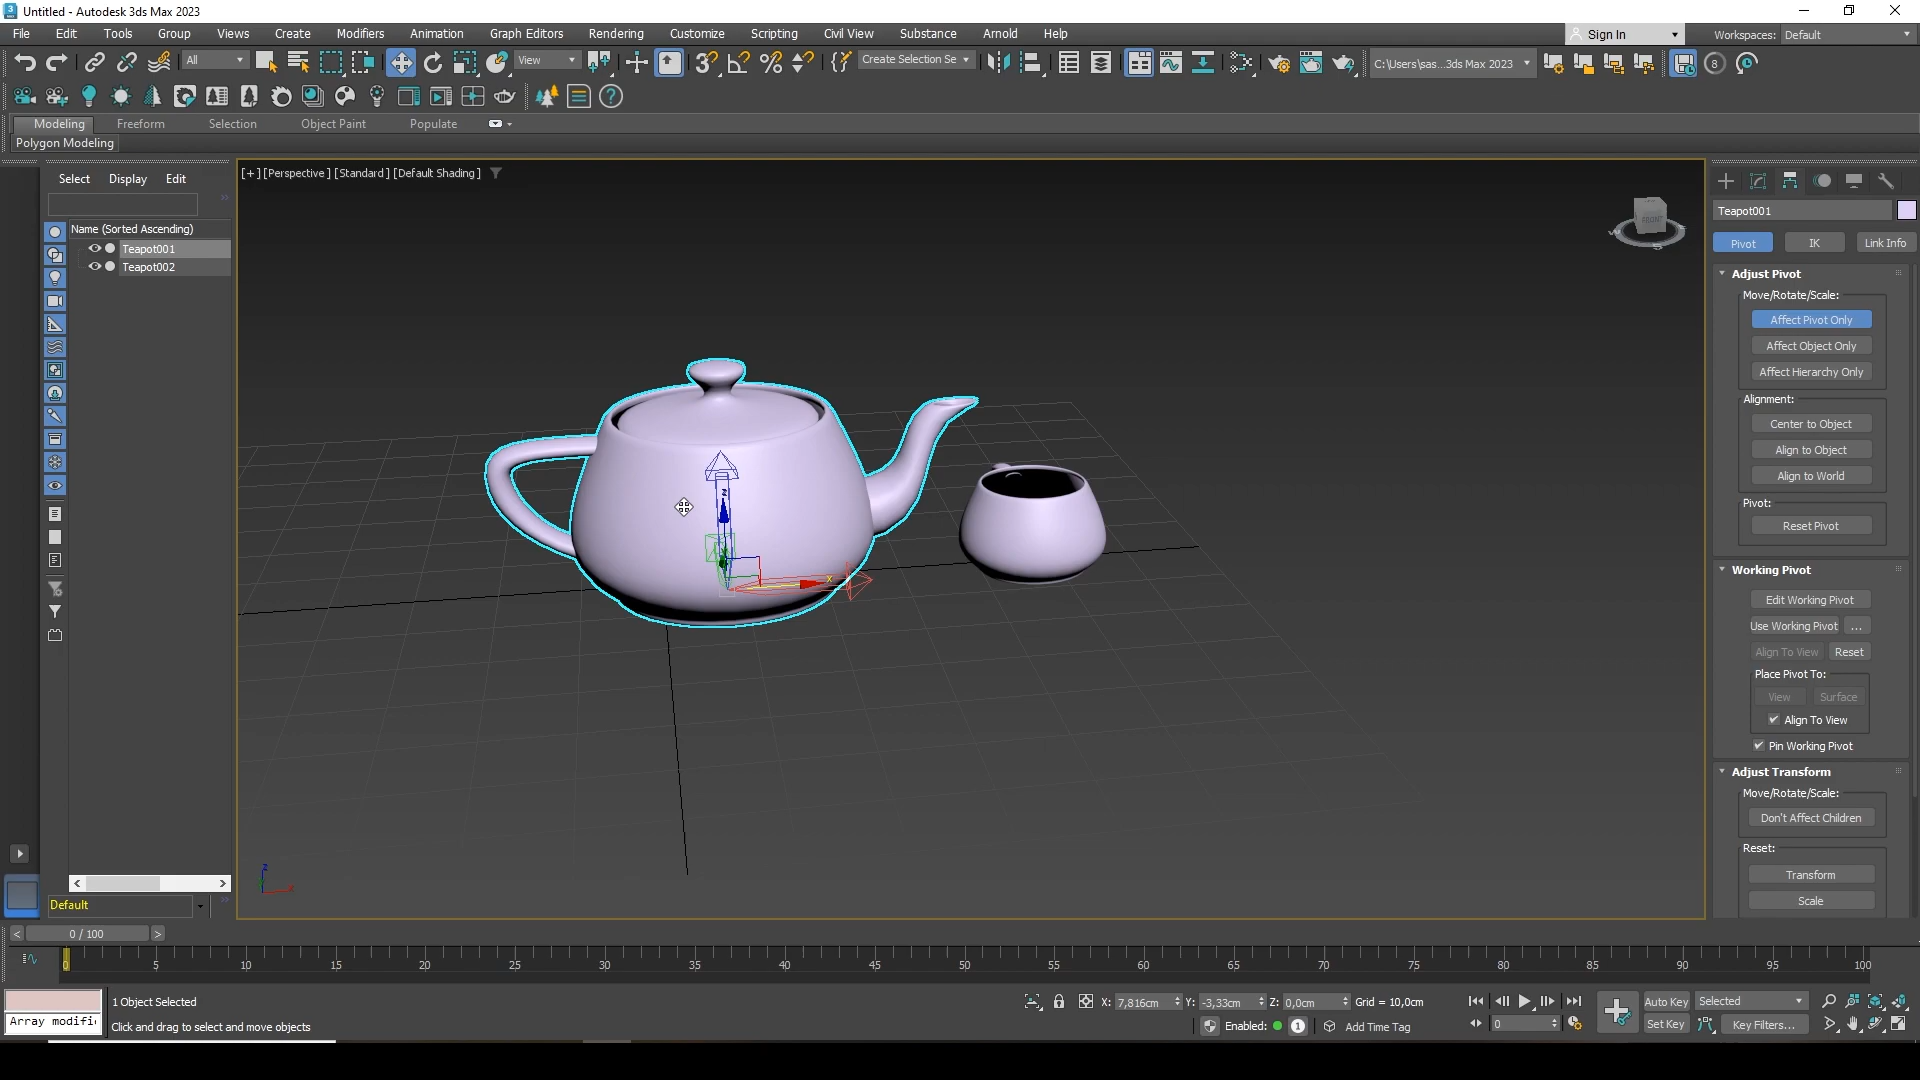 Untitled - Autodesk 3ds Max 2023
File Edit Tools Group Views Create Modifiers Animation Graph Editors Rendering Customize Scripting Civil View Substance Arnold Help
Sign In
Workspaces: Default
All
View
3
Create Selection Se
C:\Users\sas...3ds Max 2023
8
Modeling Freeform Selection Object Paint Populate
Polygon Modeling
Select Display Edit
Name (Sorted Ascending)
Teapot001
Teapot002
Default
[+] [Perspective] [Standard] [Default Shading]
FRONT
W
S
x
z
Teapot001
Pivot IK Link Info
Adjust Pivot
Move/Rotate/Scale:
Affect Pivot Only
Affect Object Only
Affect Hierarchy Only
Alignment:
Center to Object
Align to Object
Align to World
Pivot:
Reset Pivot
Working Pivot
Edit Working Pivot
Use Working Pivot ...
Align To View Reset
Place Pivot To:
View Surface
Align To View
Pin Working Pivot
Adjust Transform
Move/Rotate/Scale:
Don't Affect Children
Reset:
Transform
Scale
< 0 / 100 >
0 5 10 15 20 25 30 35 40 45 50 55 60 65 70 75 80 85 90 95 100
1 Object Selected
X: 7,816cm Y: -3,33cm Z: 0,0cm Grid = 10,0cm
Auto Key Selected
Array modifi
Click and drag to select and move objects
Enabled: 1 Add Time Tag
0
Set Key Key Filters...